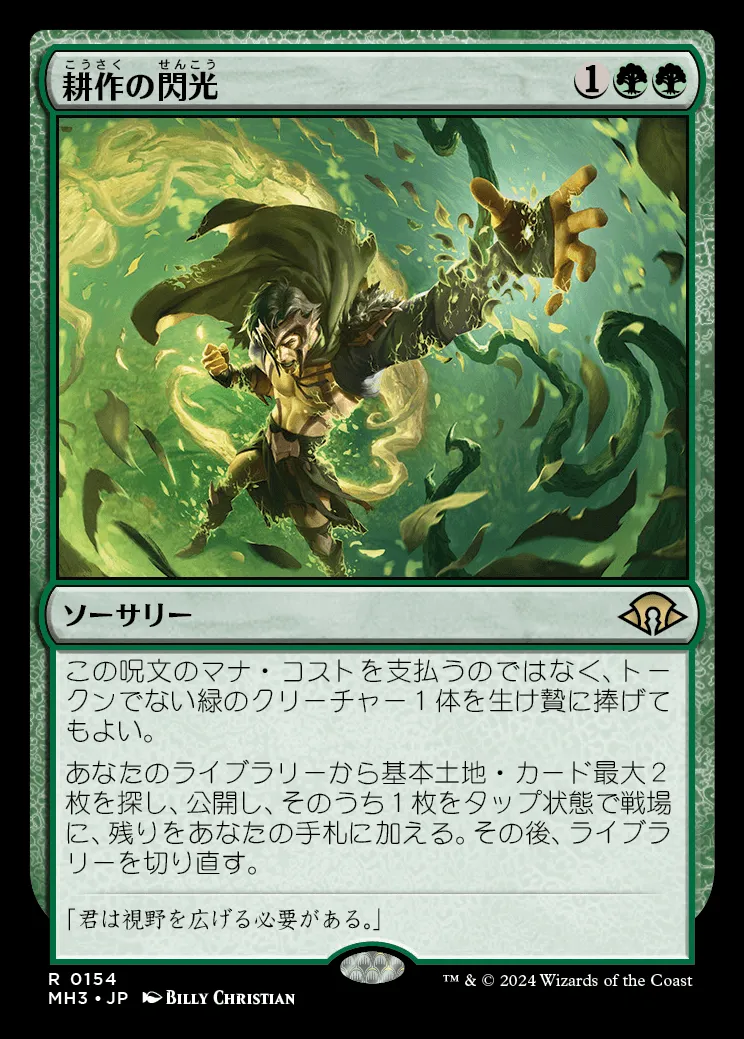 こうさく せんこう
耕作の閃光 1
ソーサリー
この呪文のマナ・コストを支払うのではなく、トー
クンでない緑のクリーチャー１体を生け贄に捧げて
もよい。
あなたのライブラリーから基本土地・カード最大２
枚を探し、公開し、そのうち１枚をタップ状態で戦場
に、残りをあなたの手札に加える。その後、ライブラ
リーを切り直す。
「君は視野を広げる必要がある。」
R 0154
MH3 • JP BILLY CHRISTIAN
™ & © 2024 Wizards of the Coast